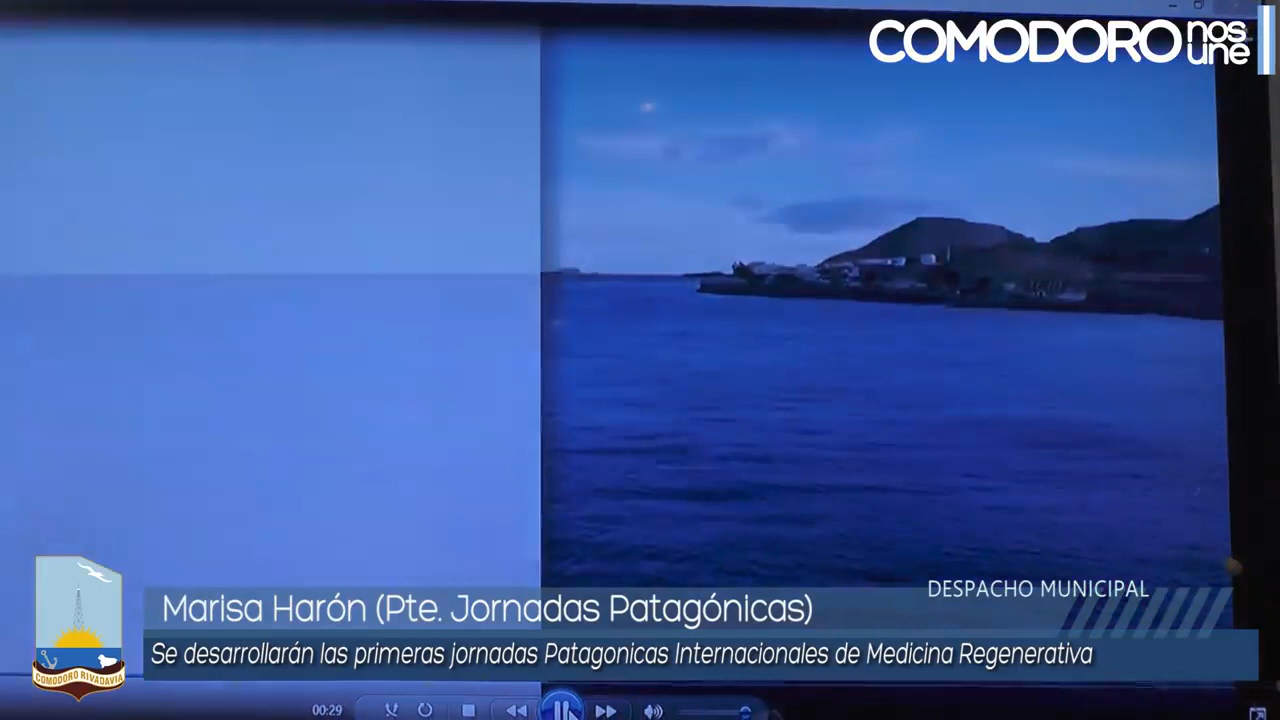 COMODORO nos
une
DESPACHO MUNICIPAL
Marisa Harón (Pte. Jornadas Patagónicas)
Se desarrollarán las primeras jornadas Patagonicas Internacionales de Medicina Regenerativa
COMODORO RIVADAVIA
00:29